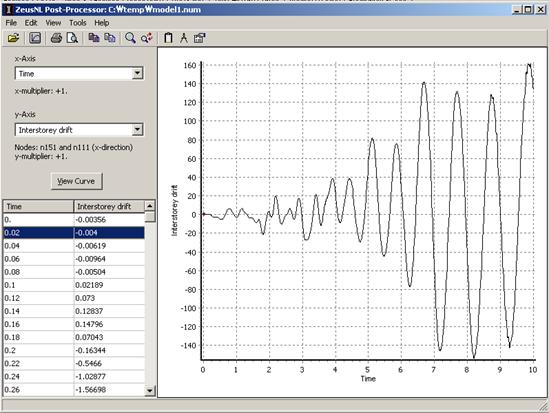 ZeusNL Post-Processor: C:\temp\model1.num
File Edit View Tools Help
x-Axis
Time
x-multiplier: +1.
y-Axis
Interstorey drift
Nodes: n151 and n111 (x-direction)
y-multiplier: +1.
View Curve
Time Interstorey drift
0. -0.00356
0.02 -0.004
0.04 -0.00619
0.06 -0.00964
0.08 -0.00504
0.1 0.02189
0.12 0.073
0.14 0.12837
0.16 0.14796
0.18 0.07043
0.2 -0.16344
0.22 -0.5466
0.24 -1.02877
0.26 -1.56698
160
140
120
100
80
60
40
20
0
-20
-40
-60
-80
-100
-120
-140
Interstorey drift
0 1 2 3 4 5 6 7 8 9 10
Time